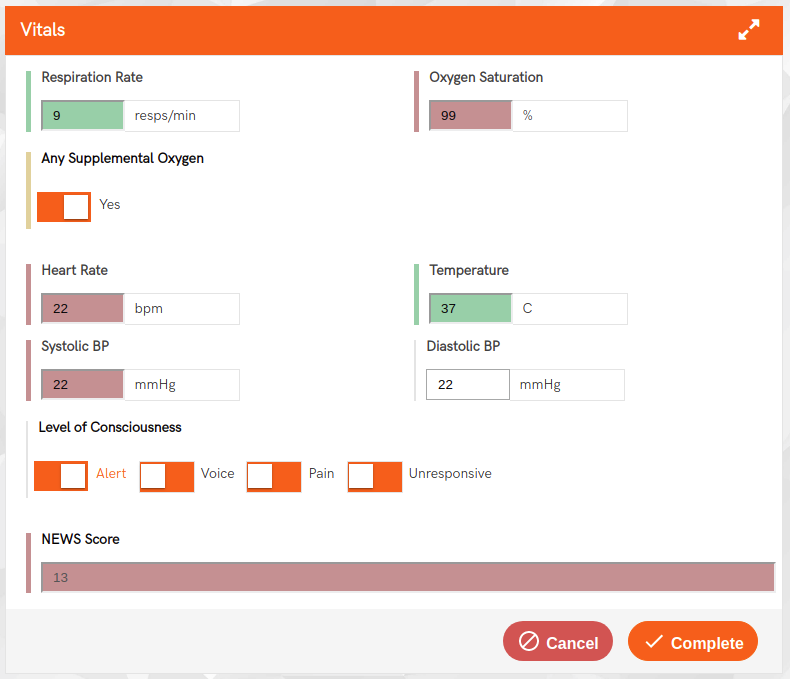 Vitals
Respiration Rate
Oxygen Saturation
9 resps/min
99 %
Any Supplemental Oxygen
Yes
Heart Rate
Temperature
22 bpm
37 C
Systolic BP
Diastolic BP
22 mmHg
22 mmHg
Level of Consciousness
Alert Voice Pain Unresponsive
NEWS Score
13
Cancel Complete